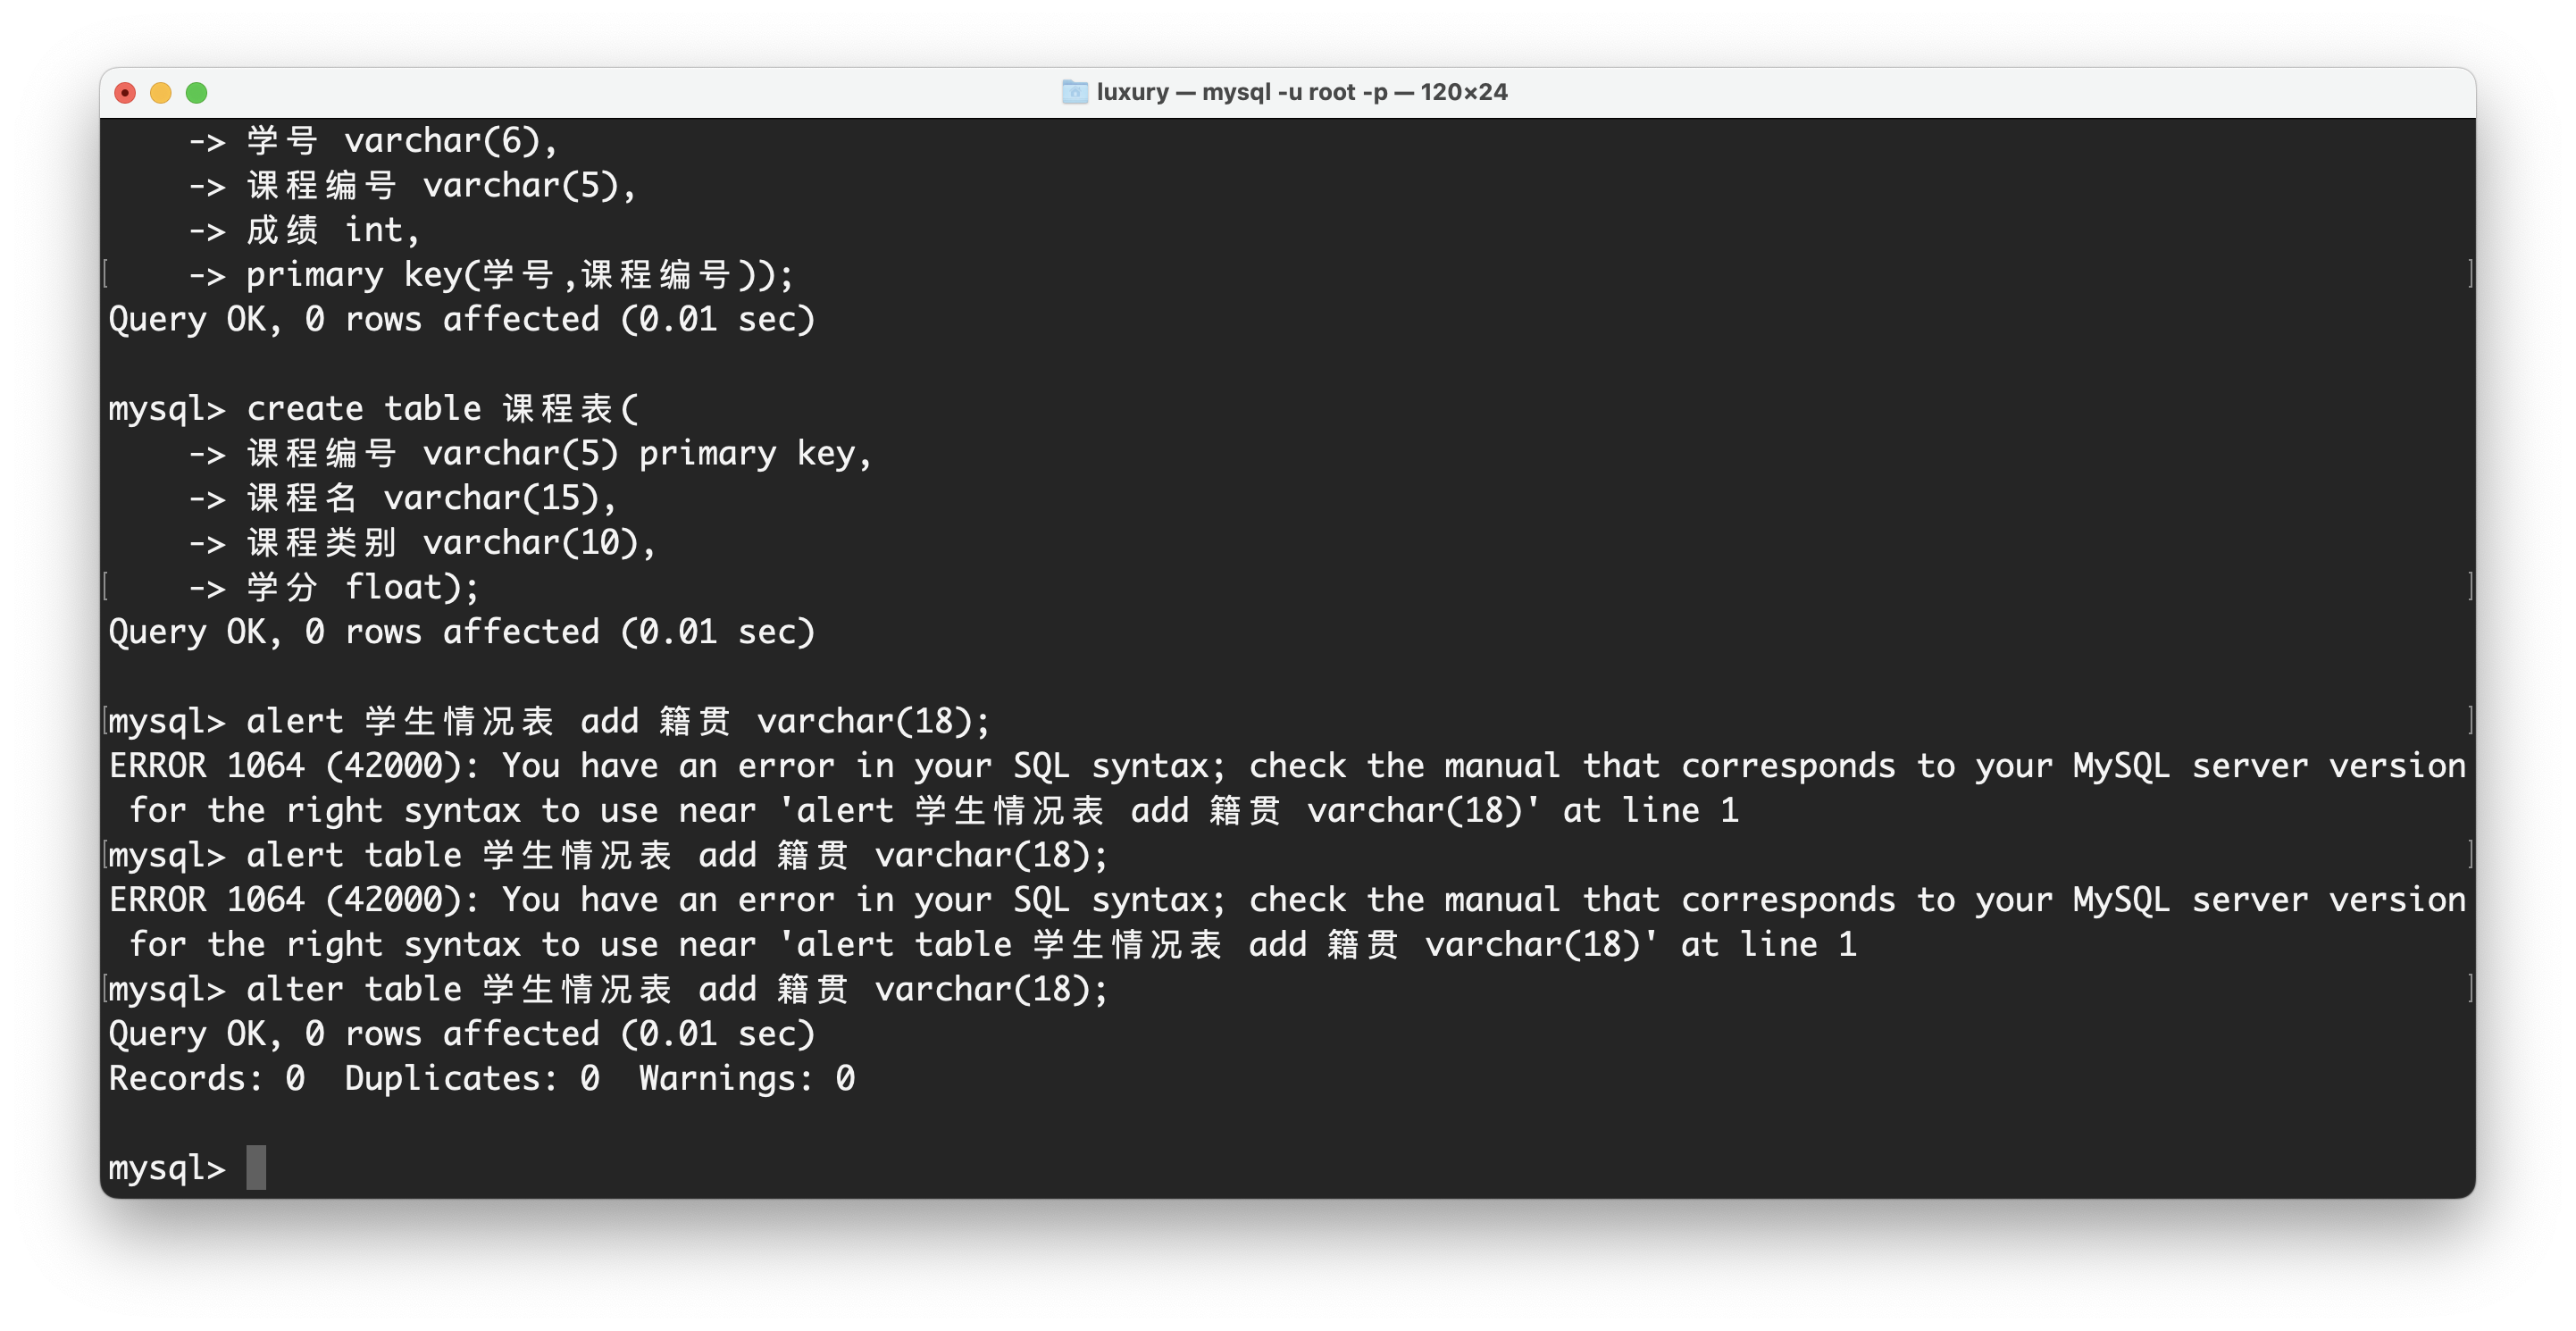 luxury — mysql -u root -p — 120×24
-> 学号 varchar(6),
-> 课程编号 varchar(5),
-> 成绩 int,
[    -> primary key(学号,课程编号)); ]
Query OK, 0 rows affected (0.01 sec)
mysql> create table 课程表(
-> 课程编号 varchar(5) primary key,
-> 课程名 varchar(15),
-> 课程类别 varchar(10),
[    -> 学分 float); ]
Query OK, 0 rows affected (0.01 sec)
[mysql> alert 学生情况表 add 籍贯 varchar(18); ]
ERROR 1064 (42000): You have an error in your SQL syntax; check the manual that corresponds to your MySQL server version
for the right syntax to use near 'alert 学生情况表 add 籍贯 varchar(18)' at line 1
[mysql> alert table 学生情况表 add 籍贯 varchar(18); ]
ERROR 1064 (42000): You have an error in your SQL syntax; check the manual that corresponds to your MySQL server version
for the right syntax to use near 'alert table 学生情况表 add 籍贯 varchar(18)' at line 1
[mysql> alter table 学生情况表 add 籍贯 varchar(18); ]
Query OK, 0 rows affected (0.01 sec)
Records: 0  Duplicates: 0  Warnings: 0
mysql>